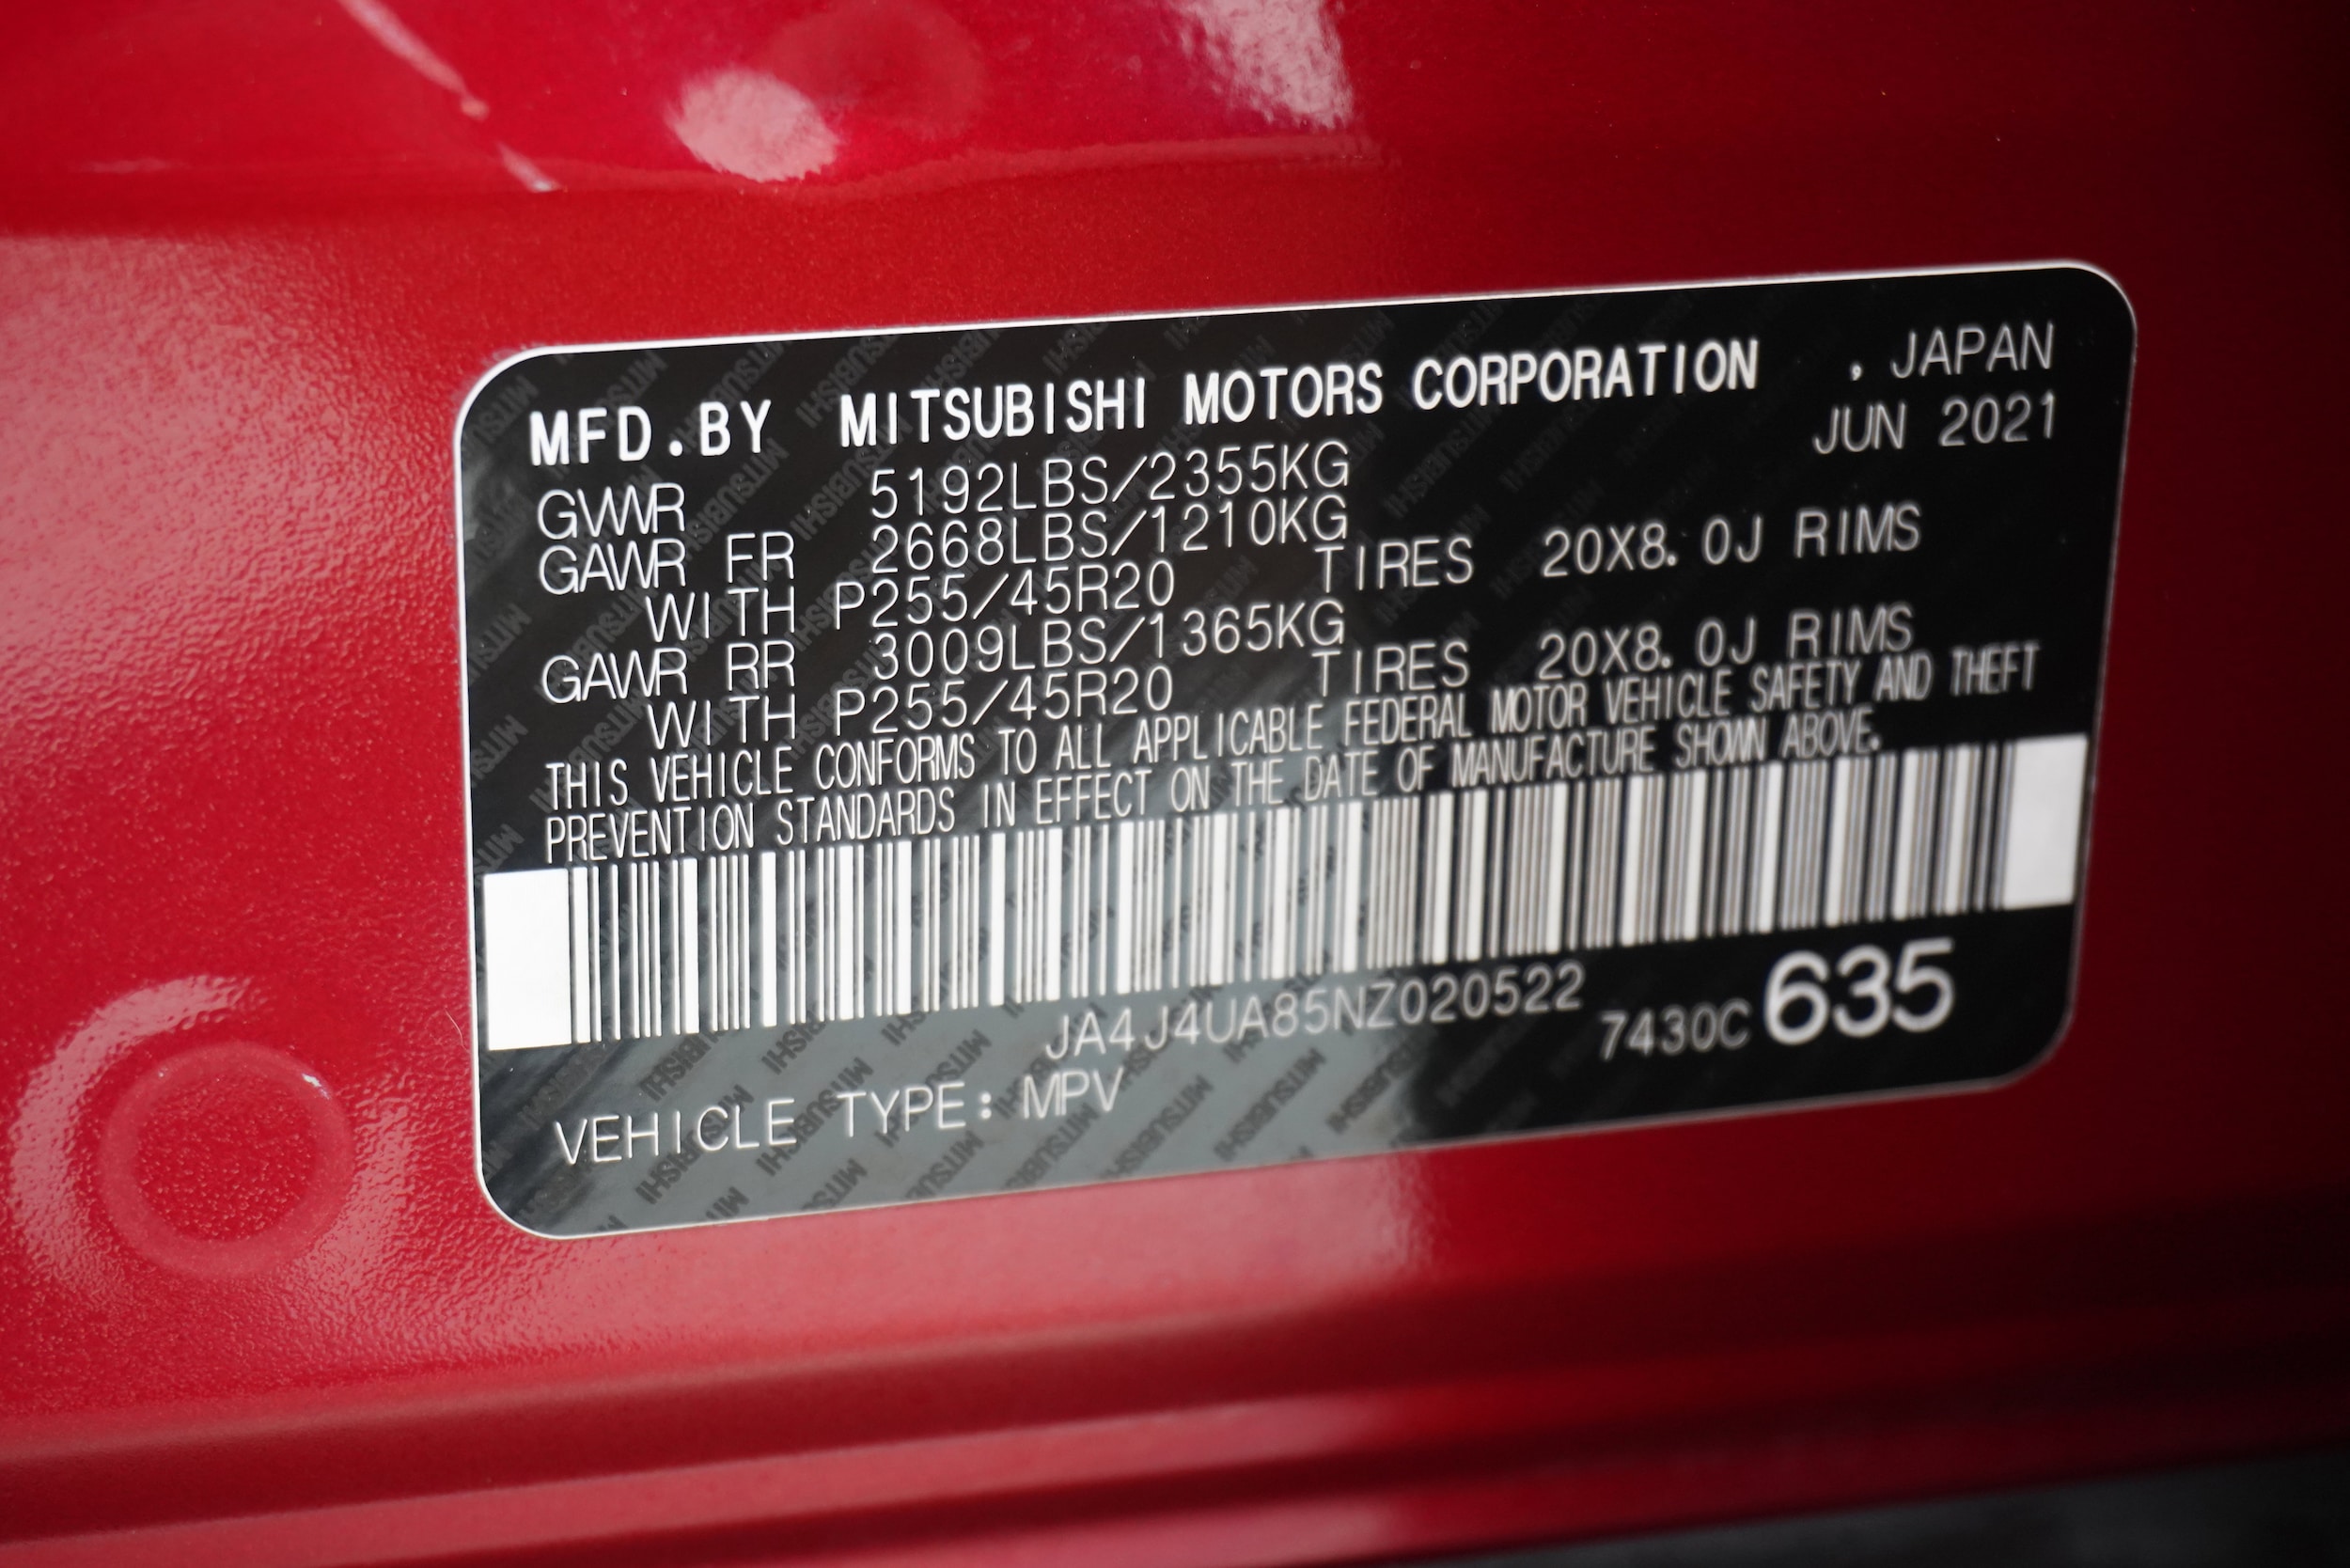 MFD.BY MITSUBISHI MOTORS CORPORATION , JAPAN
JUN 2021
GVWR 5192LBS/2355KG
GAWR FR 2668LBS/1210KG
WITH P255/45R20 TIRES 20X8.0J RIMS
GAWR RR 3009LBS/1365KG
WITH P255/45R20 TIRES 20X8.0J RIMS
THIS VEHICLE CONFORMS TO ALL APPLICABLE FEDERAL MOTOR VEHICLE SAFETY AND THEFT
PREVENTION STANDARDS IN EFFECT ON THE DATE OF MANUFACTURE SHOWN ABOVE.
JA4J4UA85NZ020522
7430C 635
VEHICLE TYPE: MPV